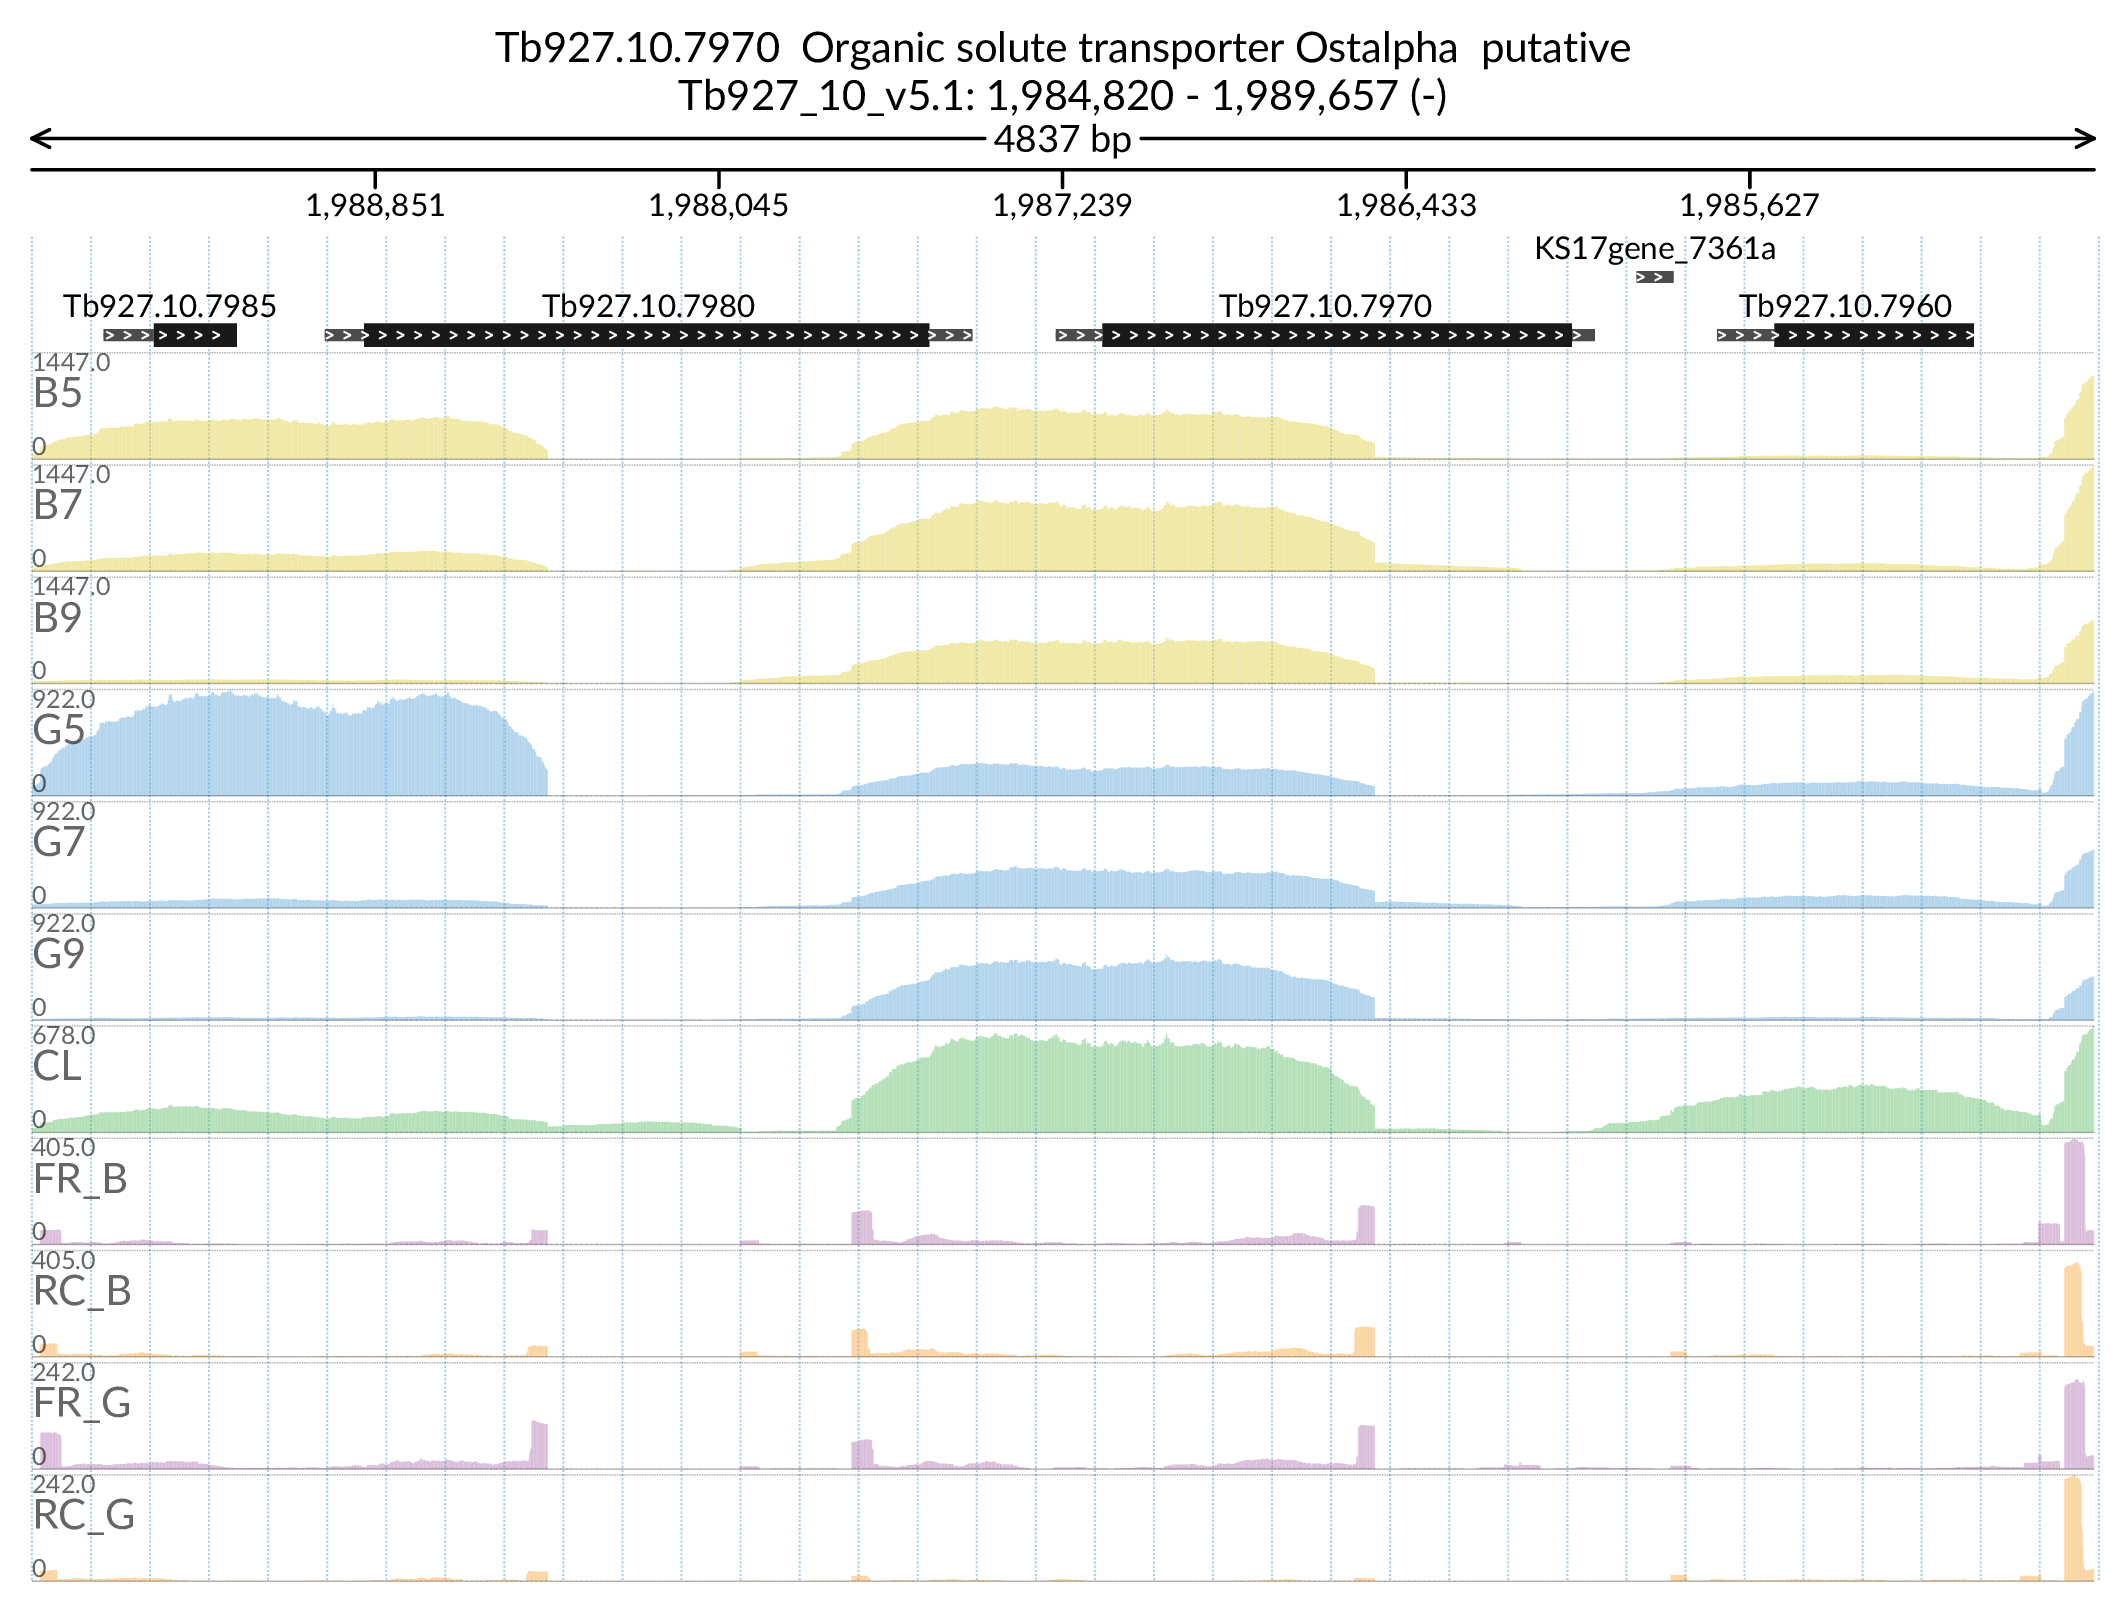 Tb927.10.7970  Organic solute transporter Ostalpha  putative
Tb927_10_v5.1: 1,984,820 - 1,989,657 (-)
4837 bp
1,988,851 1,988,045 1,987,239 1,986,433 1,985,627
KS17gene_7361a
Tb927.10.7985 Tb927.10.7980 Tb927.10.7970 Tb927.10.7960
1447.0
B5
0
1447.0
B7
0
1447.0
B9
0
922.0
G5
0
922.0
G7
0
922.0
G9
0
678.0
CL
0
405.0
FR_B
0
405.0
RC_B
0
242.0
FR_G
0
242.0
RC_G
0